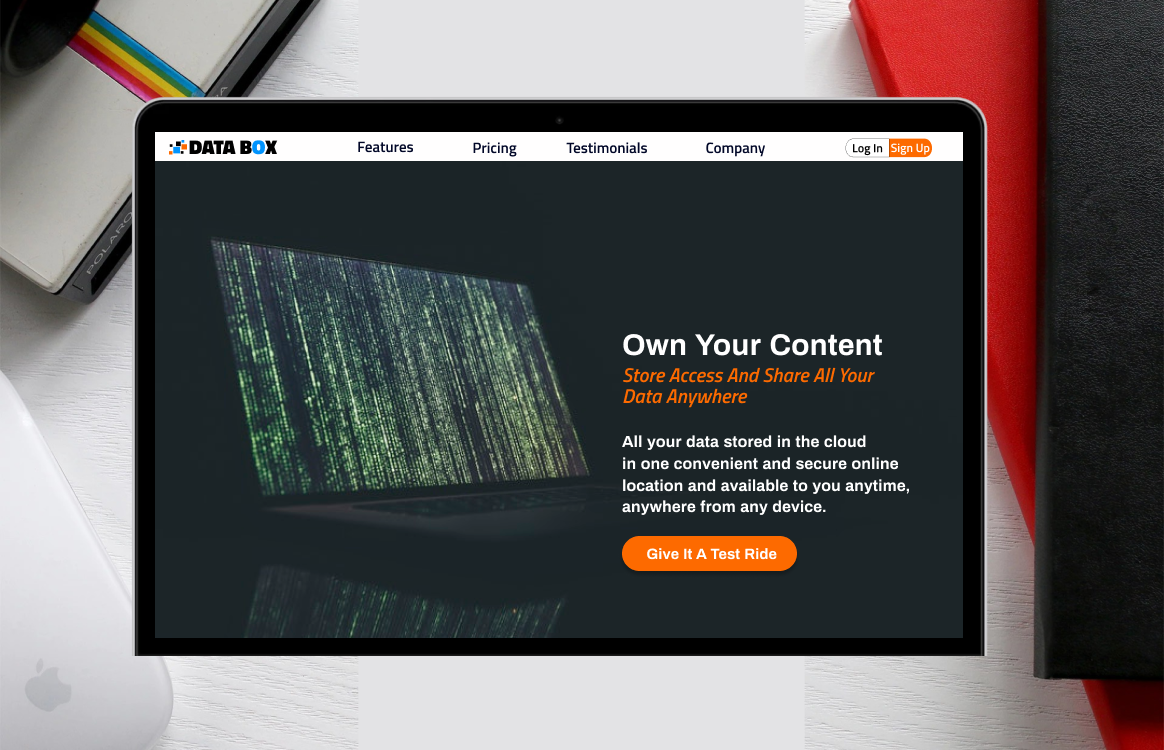 DATA BOX
Features
Pricing
Testimonials
Company
Log In
Sign Up
POLARO
Own Your Content
Store Access And Share All Your
Data Anywhere
All your data stored in the cloud
in one convenient and secure online
location and available to you anytime,
anywhere from any device.
Give It A Test Ride